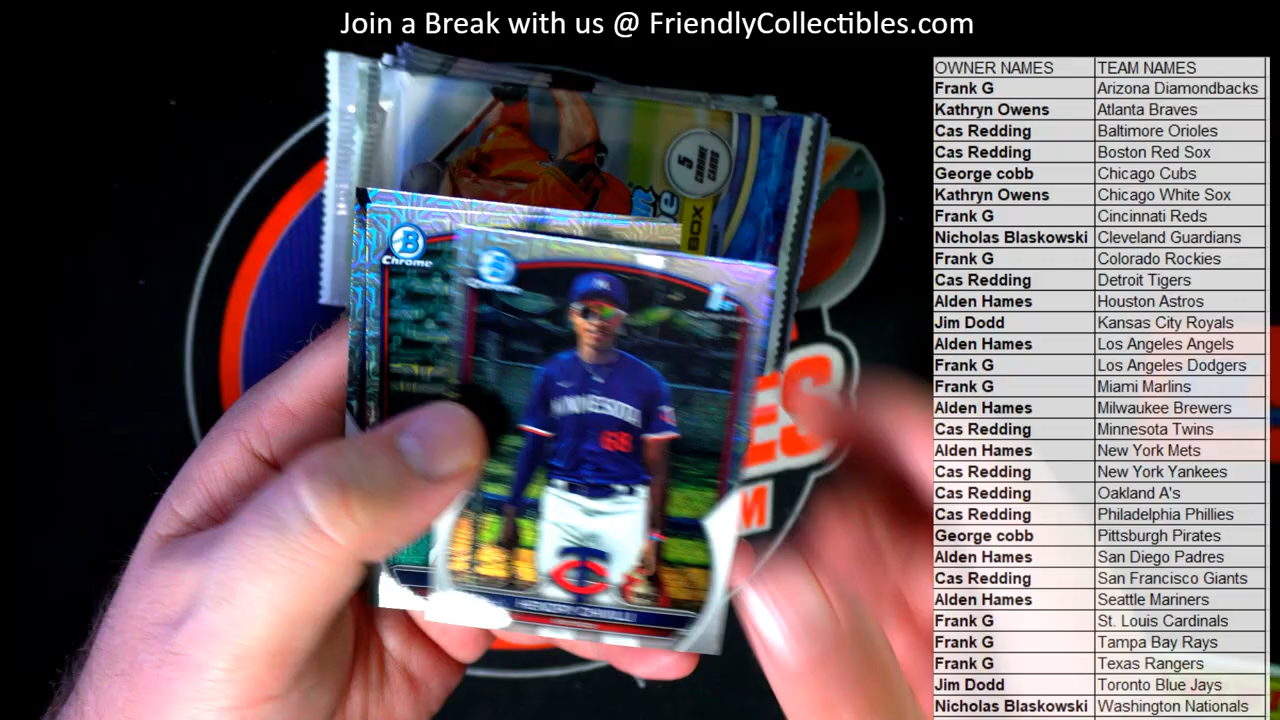 Join a Break with us @ FriendlyCollectibles.com
OWNER NAMES TEAM NAMES
Frank G Arizona Diamondbacks
Kathryn Owens Atlanta Braves
Cas Redding Baltimore Orioles
Cas Redding Boston Red Sox
George cobb Chicago Cubs
Kathryn Owens Chicago White Sox
Frank G Cincinnati Reds
Nicholas Blaskowski Cleveland Guardians
Frank G Colorado Rockies
Cas Redding Detroit Tigers
Alden Hames Houston Astros
Jim Dodd Kansas City Royals
Alden Hames Los Angeles Angels
Frank G Los Angeles Dodgers
Frank G Miami Marlins
Alden Hames Milwaukee Brewers
Cas Redding Minnesota Twins
Alden Hames New York Mets
Cas Redding New York Yankees
Cas Redding Oakland A's
Cas Redding Philadelphia Phillies
George cobb Pittsburgh Pirates
Alden Hames San Diego Padres
Cas Redding San Francisco Giants
Alden Hames Seattle Mariners
Frank G St. Louis Cardinals
Frank G Tampa Bay Rays
Frank G Texas Rangers
Jim Dodd Toronto Blue Jays
Nicholas Blaskowski Washington Nationals
5
CHROME
CARDS
BOX
B
Chrome
1st
MINNESOTA
68
C
ES
M